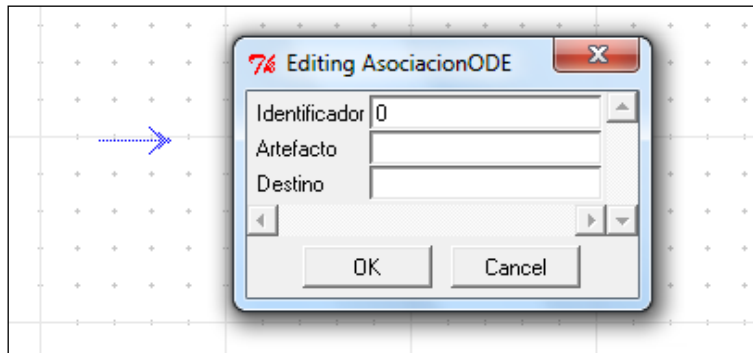 Editing AsociacionODE
Identificador 0
Artefacto
Destino
OK Cancel